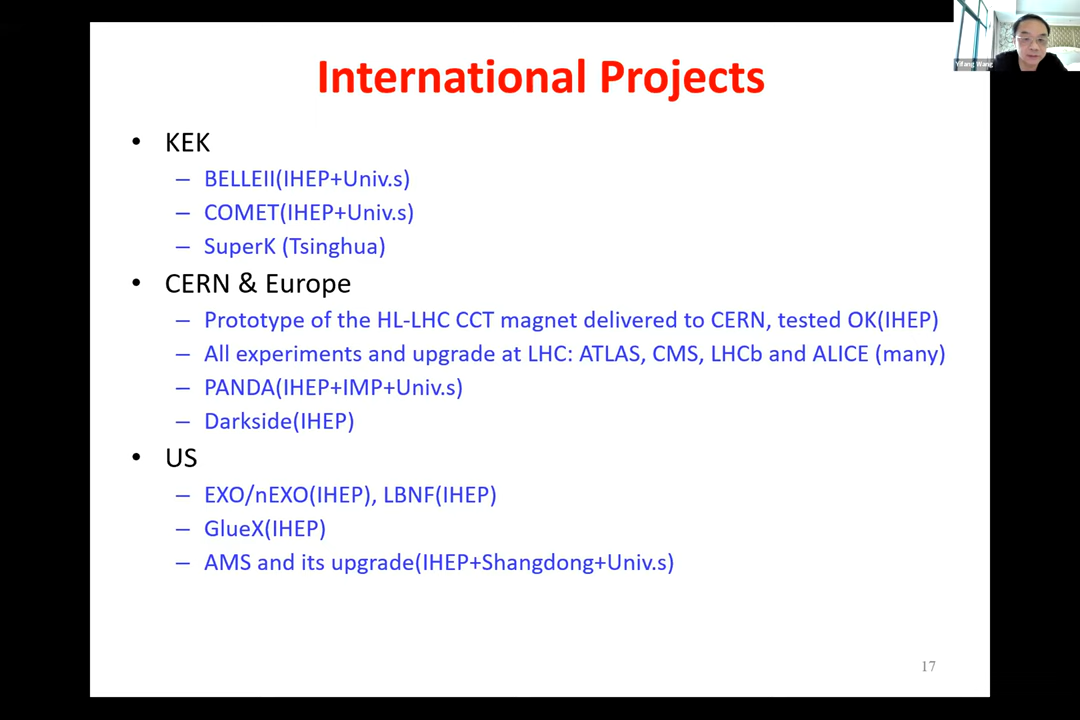 International Projects
Yifang Wang
• KEK
– BELLEII(IHEP+Univ.s)
– COMET(IHEP+Univ.s)
– SuperK (Tsinghua)
• CERN & Europe
– Prototype of the HL-LHC CCT magnet delivered to CERN, tested OK(IHEP)
– All experiments and upgrade at LHC: ATLAS, CMS, LHCb and ALICE (many)
– PANDA(IHEP+IMP+Univ.s)
– Darkside(IHEP)
• US
– EXO/nEXO(IHEP), LBNF(IHEP)
– GlueX(IHEP)
– AMS and its upgrade(IHEP+Shangdong+Univ.s)
17